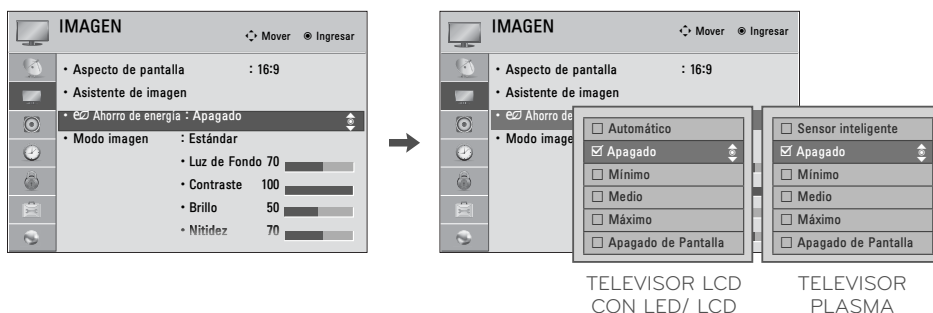 IMAGEN
Mover Ingresar
• Aspecto de pantalla : 16:9
• Asistente de imagen
• Ahorro de energía : Apagado
• Modo imagen : Estándar
• Luz de Fondo 70
• Contraste 100
• Brillo 50
• Nitidez 70
IMAGEN
Mover Ingresar
• Aspecto de pantalla : 16:9
• Asistente de imagen
• Ahorro de
• Modo image
Automático
Apagado
Mínimo
Medio
Máximo
Apagado de Pantalla
Sensor inteligente
Apagado
Mínimo
Medio
Máximo
Apagado de Pantalla
TELEVISOR LCD
CON LED/ LCD
TELEVISOR
PLASMA